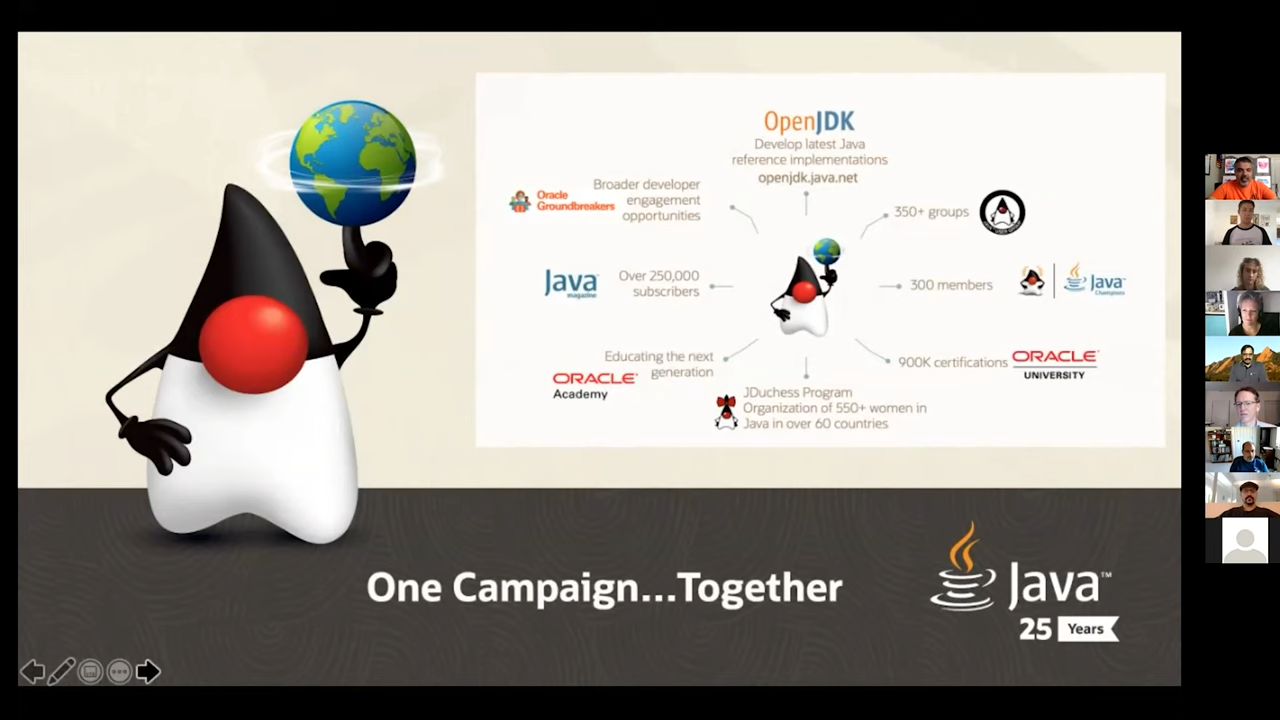 OpenJDK
Develop latest Java
reference implementations
openjdk.java.net
Oracle
Groundbreakers
Broader developer
engagement
opportunities
350+ groups
Java
magazine
Over 250,000
subscribers
300 members
Java
Champions
Educating the next
generation
ORACLE
Academy
900K certifications
ORACLE
UNIVERSITY
JDuchess Program
Organization of 550+ women in
Java in over 60 countries
One Campaign...Together
Java™
25 Years